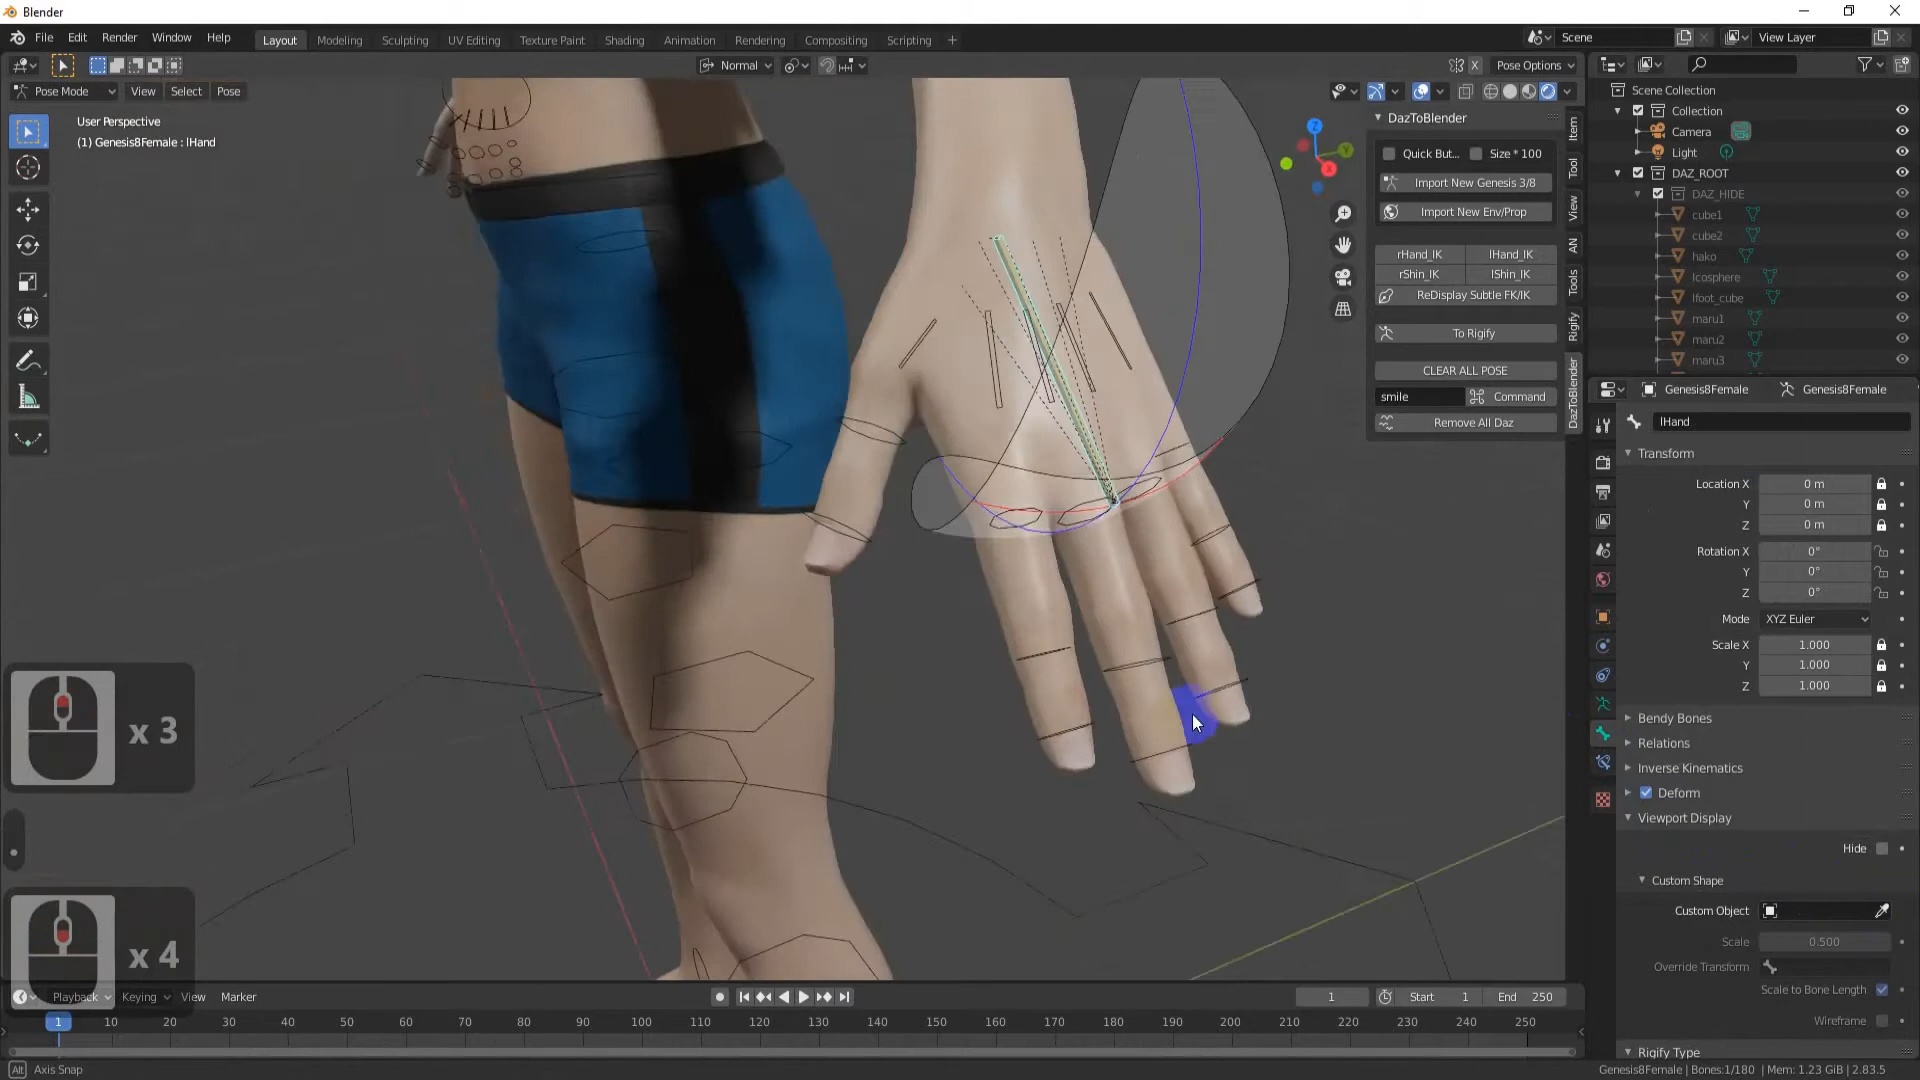 Blender
File Edit Render Window Help
Layout Modeling Sculpting UV Editing Texture Paint Shading Animation Rendering Compositing Scripting +
Scene
View Layer
Normal
X Pose Options
Pose Mode View Select Pose
User Perspective
(1) Genesis8Female : lHand
DazToBlender
Quick But... Size * 100
Import New Genesis 3/8
Import New Env/Prop
rHand_IK lHand_IK
rShin_IK lShin_IK
ReDisplay Subtle FK/IK
To Rigify
CLEAR ALL POSE
smile Command
Remove All Daz
Item
Tool
View
AN
Tools
Rigify
DazToBlender
Z
Y
X
Scene Collection
Collection
Camera
Light
DAZ_ROOT
DAZ_HIDE
cube1
cube2
hako
Icosphere
lfoot_cube
maru1
maru2
maru3
Genesis8Female Genesis8Female
lHand
Transform
Location X 0 m
Y 0 m
Z 0 m
Rotation X 0°
Y 0°
Z 0°
Mode XYZ Euler
Scale X 1.000
Y 1.000
Z 1.000
Bendy Bones
Relations
Inverse Kinematics
Deform
Viewport Display
Hide
Custom Shape
Custom Object
Scale 0.500
Override Transform
Scale to Bone Length
Wireframe
Rigify Type
x 3
x 4
Playback Keying View Marker
1 Start 1 End 250
1 10 20 30 40 50 60 70 80 90 100 110 120 130 140 150 160 170 180 190 200 210 220 230 240 250
Alt Axis Snap
Genesis8Female | Bones:1/180 | Mem: 1.23 GiB | 2.83.5